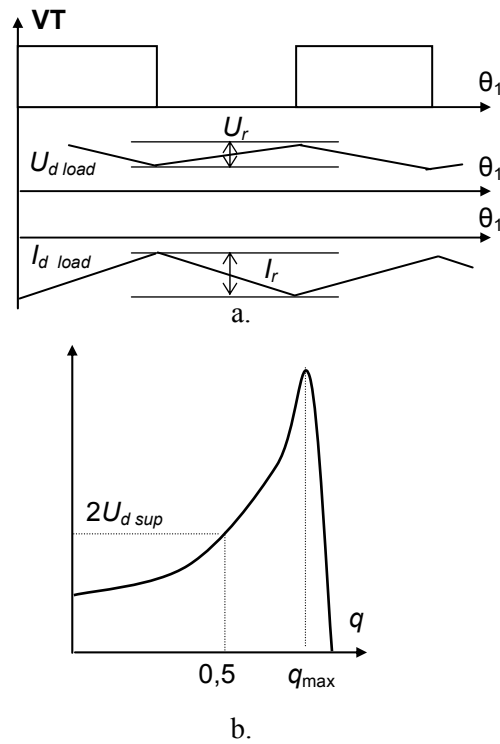 VT
θ1
Ur
Ud load
θ1
θ1
Id load
Ir
a.
2Ud sup
q
0,5
qmax
b.